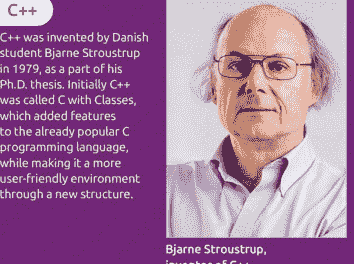 C++
C++ was invented by Danish
student Bjarne Stroustrup
in 1979, as a part of his
Ph.D. thesis. Initially C++
was called C with Classes,
which added features
to the already popular C
programming language,
while making it a more
user-friendly environment
through a new structure.
Bjarne Stroustrup,
inventor of C++